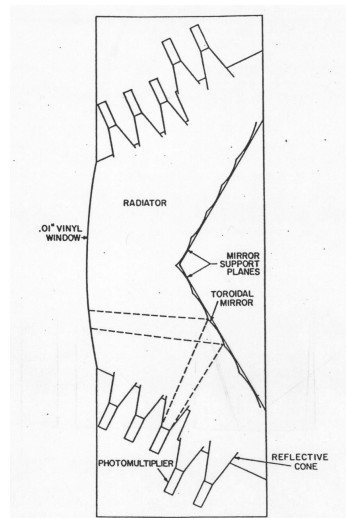 RADIATOR
.01" VINYL
WINDOW
MIRROR
SUPPORT
PLANES
TOROIDAL
MIRROR
PHOTOMULTIPLIER
REFLECTIVE
CONE